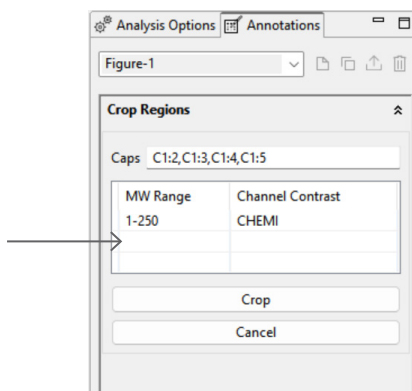 Analysis Options Annotations
Figure-1
Crop Regions
Caps C1:2,C1:3,C1:4,C1:5
MW Range Channel Contrast
1-250 CHEMI
Crop
Cancel